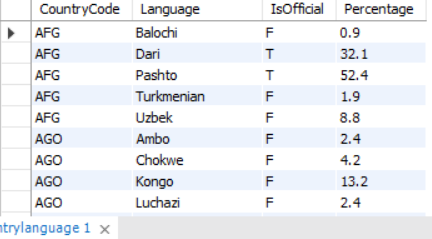 CountryCode Language IsOfficial Percentage
AFG Balochi F 0.9
AFG Dari T 32.1
AFG Pashto T 52.4
AFG Turkmenian F 1.9
AFG Uzbek F 8.8
AGO Ambo F 2.4
AGO Chokwe F 4.2
AGO Kongo F 13.2
AGO Luchazi F 2.4
ntrylanguage 1 ×